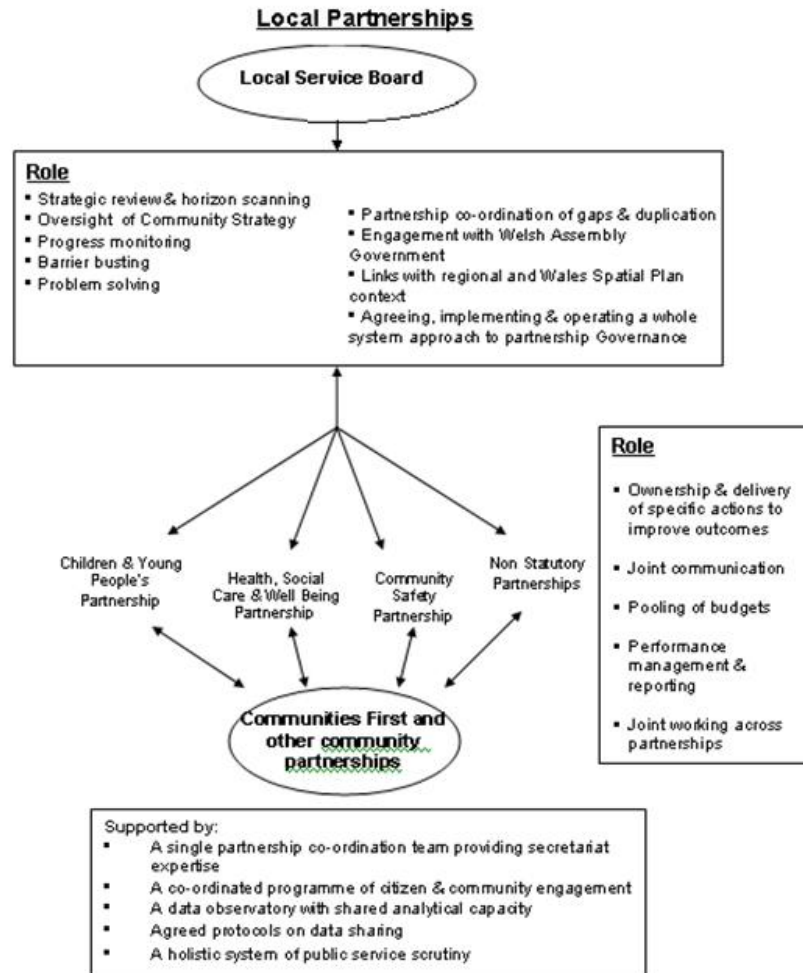 Local Partnerships
Local Service Board
Role
▪ Strategic review & horizon scanning
▪ Oversight of Community Strategy
▪ Progress monitoring
▪ Barrier busting
▪ Problem solving
▪ Partnership co-ordination of gaps & duplication
▪ Engagement with Welsh Assembly
Government
▪ Links with regional and Wales Spatial Plan
context
▪ Agreeing, implementing & operating a whole
system approach to partnership Governance
Children & Young
People's
Partnership
Health, Social
Care & Well Being
Partnership
Community
Safety
Partnership
Non Statutory
Partnerships
Role
▪ Ownership & delivery
of specific actions to
improve outcomes
▪ Joint communication
▪ Pooling of budgets
▪ Performance
management &
reporting
▪ Joint working across
partnerships
Communities First and
other community
partnerships
Supported by:
▪ A single partnership co-ordination team providing secretariat
expertise
▪ A co-ordinated programme of citizen & community engagement
▪ A data observatory with shared analytical capacity
▪ Agreed protocols on data sharing
▪ A holistic system of public service scrutiny